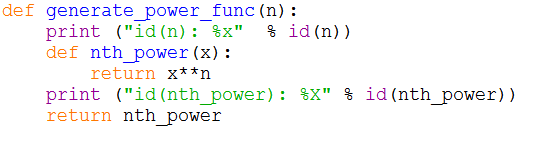 def generate_power_func(n):
    print ("id(n): %x"  % id(n))
    def nth_power(x):
        return x**n
    print ("id(nth_power): %X" % id(nth_power))
    return nth_power